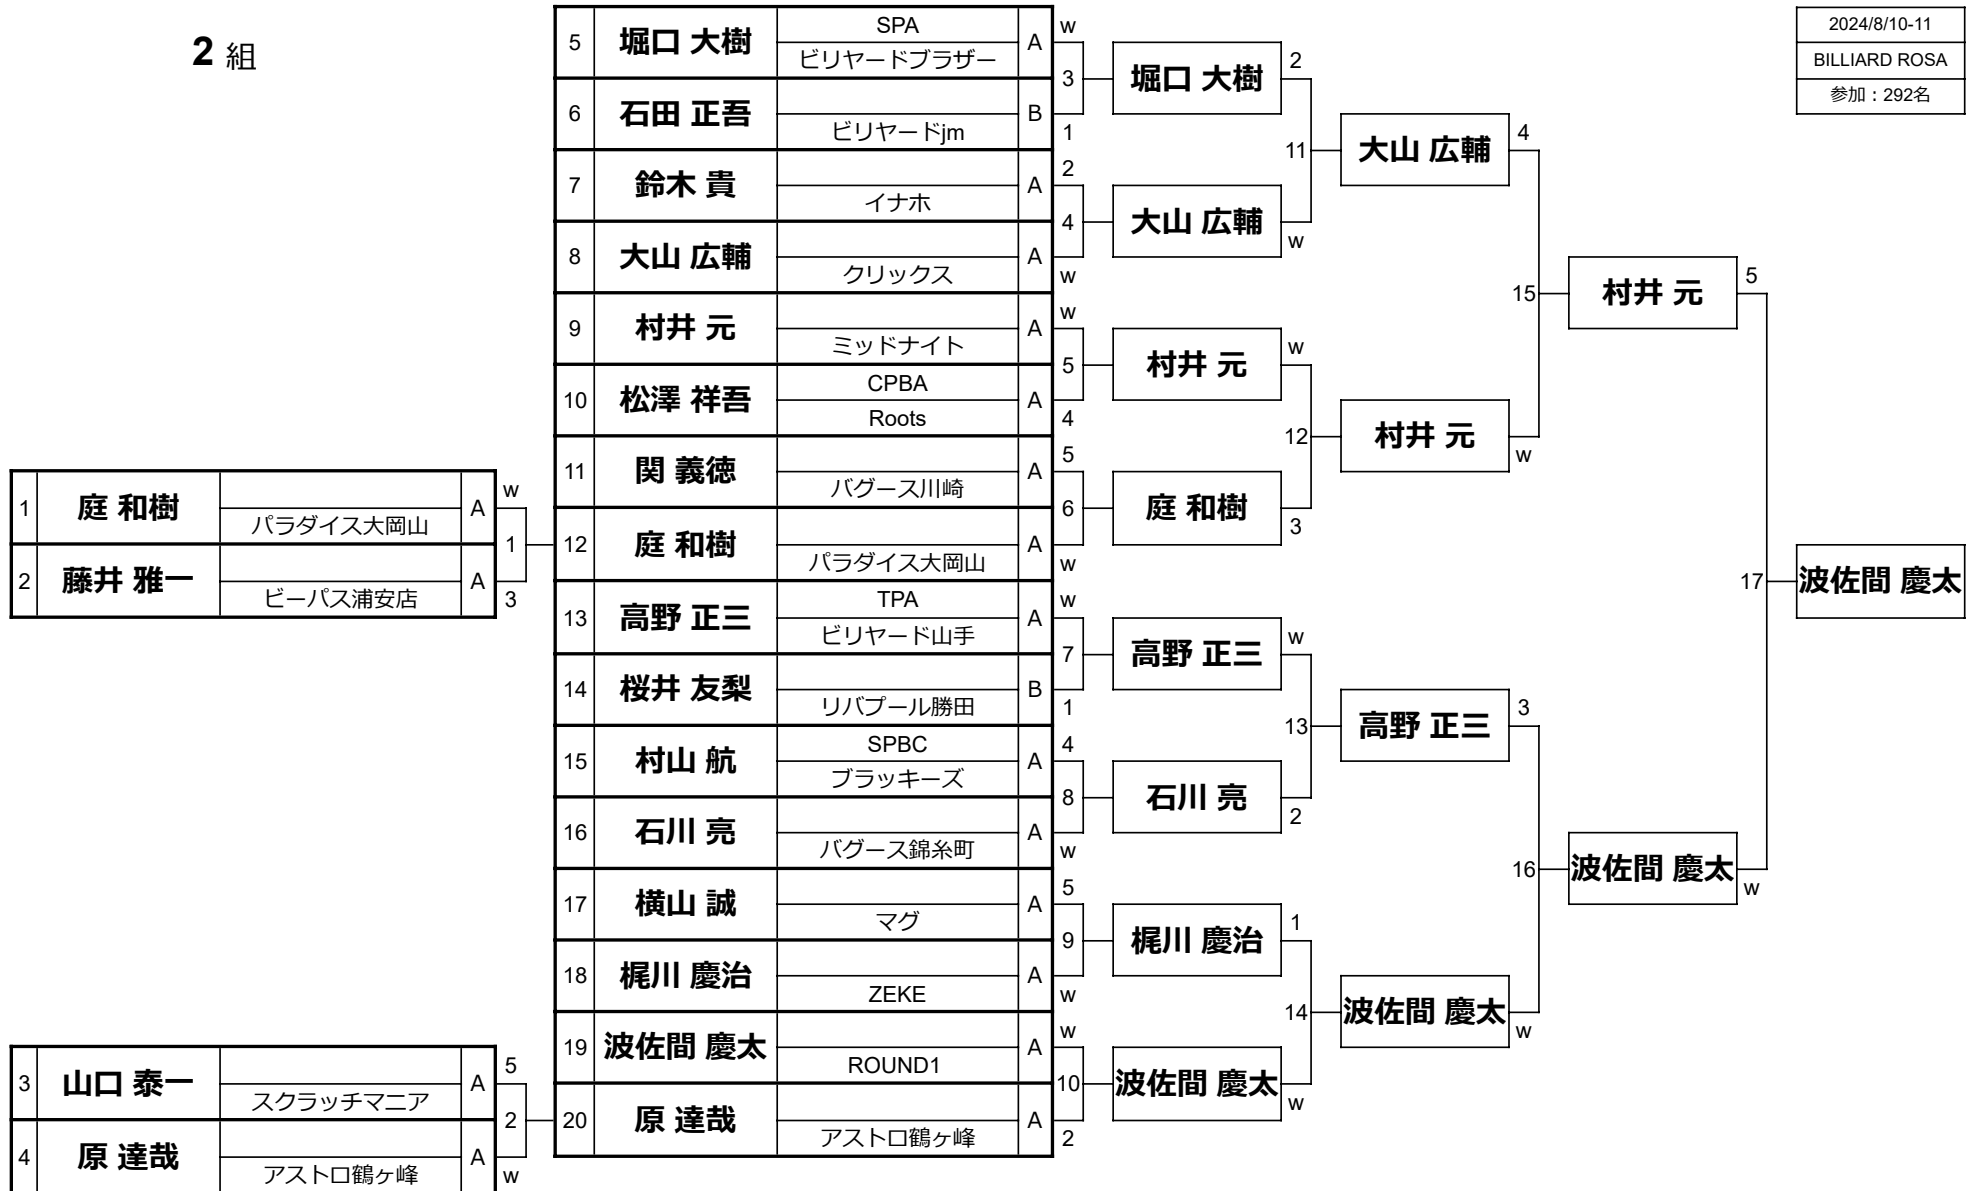 2 組
2024/8/10-11
BILLIARD ROSA
参加：292名
1 庭 和樹 パラダイス大岡山 A w
1
2 藤井 雅一 ビーパス浦安店 A 3
3 山口 泰一 スクラッチマニア A 5
2
4 原 達哉 アストロ鶴ヶ峰 A w
5 堀口 大樹 SPA ビリヤードブラザー A w
3
6 石田 正吾 ビリヤードjm B 1
7 鈴木 貴 イナホ A 2
4
8 大山 広輔 クリックス A w
9 村井 元 ミッドナイト A w
5
10 松澤 祥吾 CPBA Roots A 4
11 関 義徳 バグース川崎 A 5
6
12 庭 和樹 パラダイス大岡山 A w
13 高野 正三 TPA ビリヤード山手 A w
7
14 桜井 友梨 リバプール勝田 B 1
15 村山 航 SPBC ブラッキーズ A 4
8
16 石川 亮 バグース錦糸町 A w
17 横山 誠 マグ A 5
9
18 梶川 慶治 ZEKE A w
19 波佐間 慶太 ROUND1 A w
10
20 原 達哉 アストロ鶴ヶ峰 A 2
堀口 大樹 2
11
大山 広輔 w
村井 元 w
12
庭 和樹 3
高野 正三 w
13
石川 亮 2
梶川 慶治 1
14
波佐間 慶太 w
大山 広輔 4
15
村井 元 w
高野 正三 3
16
波佐間 慶太 w
村井 元 5
17
波佐間 慶太 w
波佐間 慶太